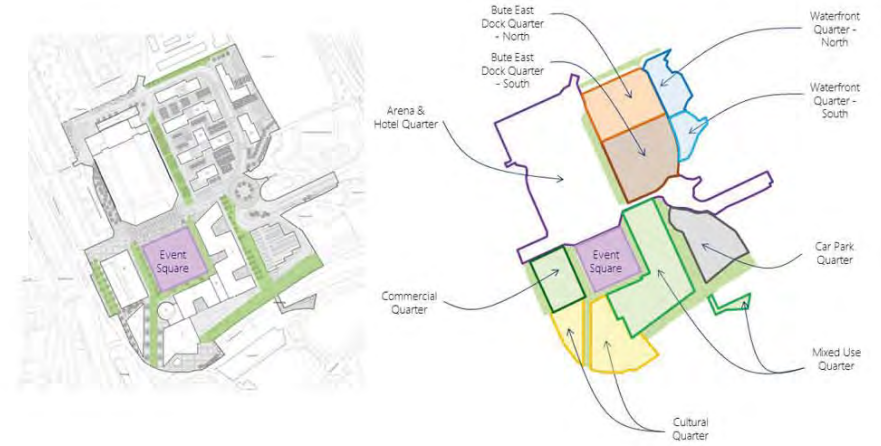 Event
Square
Bute East
Dock Quarter
- North
Bute East
Dock Quarter
- South
Waterfront
Quarter -
North
Waterfront
Quarter -
South
Arena &
Hotel Quarter
Event
Square
Car Park
Quarter
Commercial
Quarter
Mixed Use
Quarter
Cultural
Quarter